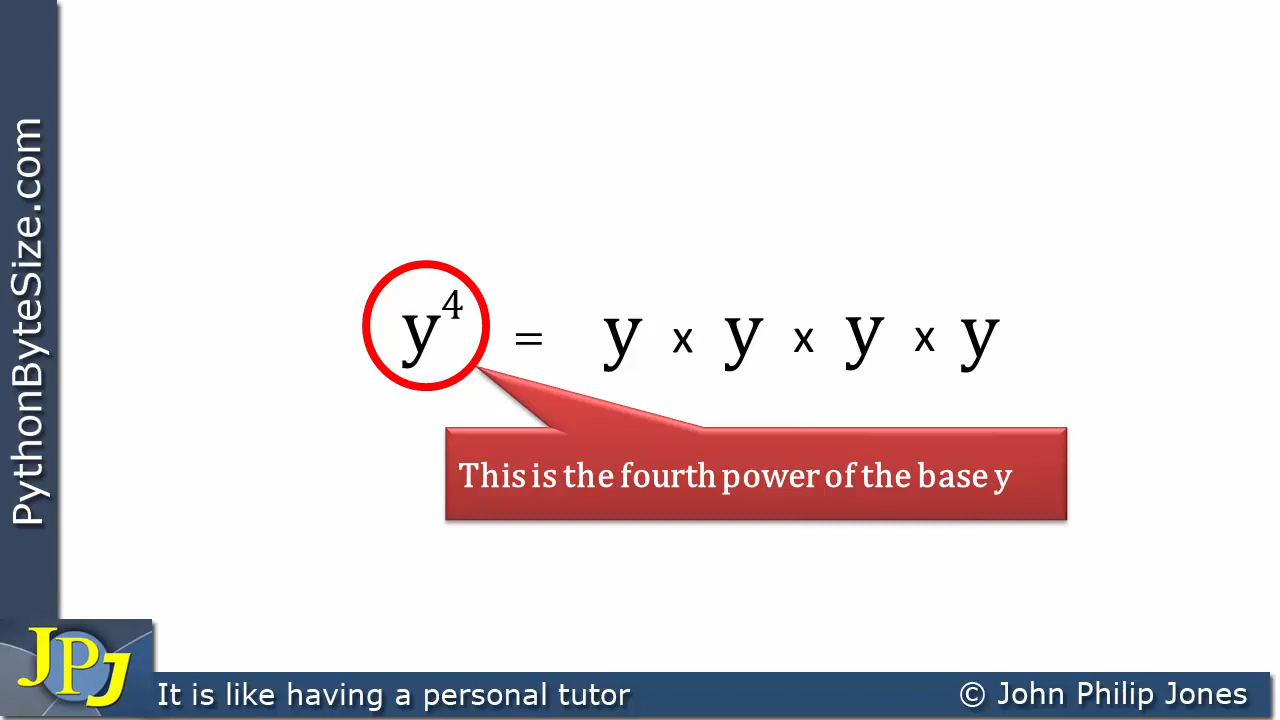 PythonByteSize.com
y⁴ = y x y x y x y
This is the fourth power of the base y
JPJ
It is like having a personal tutor
© John Philip Jones